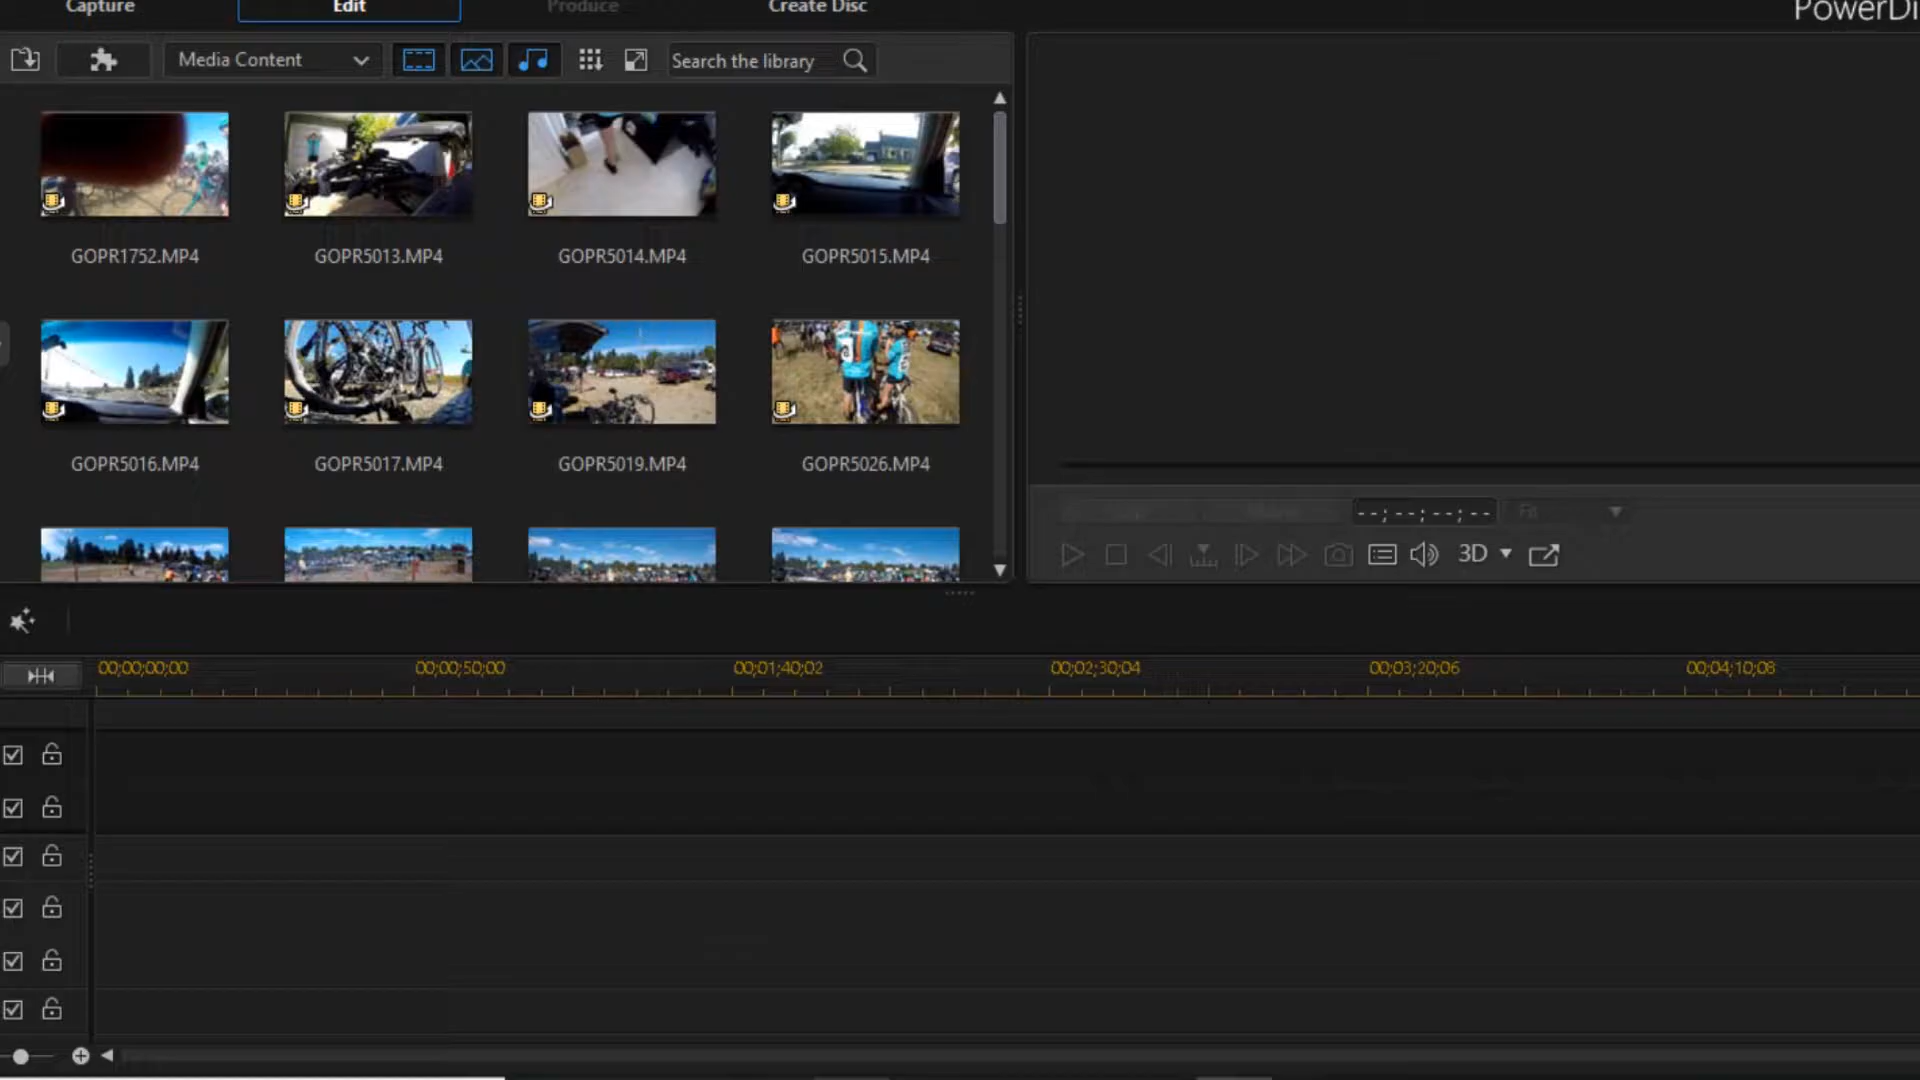 Capture
Edit
Produce
Create Disc
PowerDi
Media Content
Search the library
GOPR1752.MP4
GOPR5013.MP4
GOPR5014.MP4
GOPR5015.MP4
GOPR5016.MP4
GOPR5017.MP4
GOPR5019.MP4
GOPR5026.MP4
--;--;--;--
Fit
3D
00;00;00;00
00;00;50;00
00;01;40;02
00;02;30;04
00;03;20;06
00;04;10;08